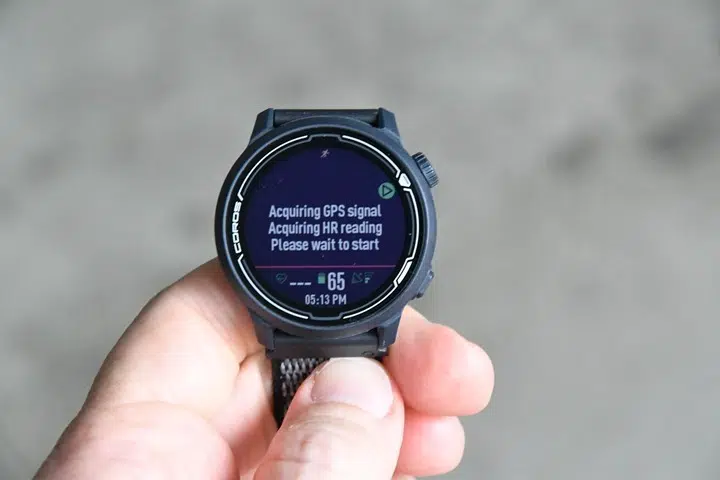 COROS
Acquiring GPS signal
Acquiring HR reading
Please wait to start
65
05:13 PM